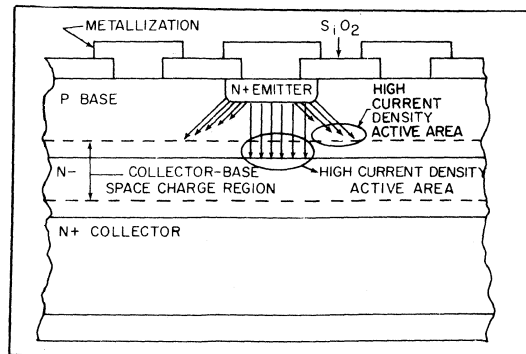 METALLIZATION
SiO2
P BASE
N+ EMITTER
HIGH
CURRENT
DENSITY
ACTIVE AREA
N-
COLLECTOR-BASE
SPACE CHARGE REGION
HIGH CURRENT DENSITY
ACTIVE AREA
N+ COLLECTOR